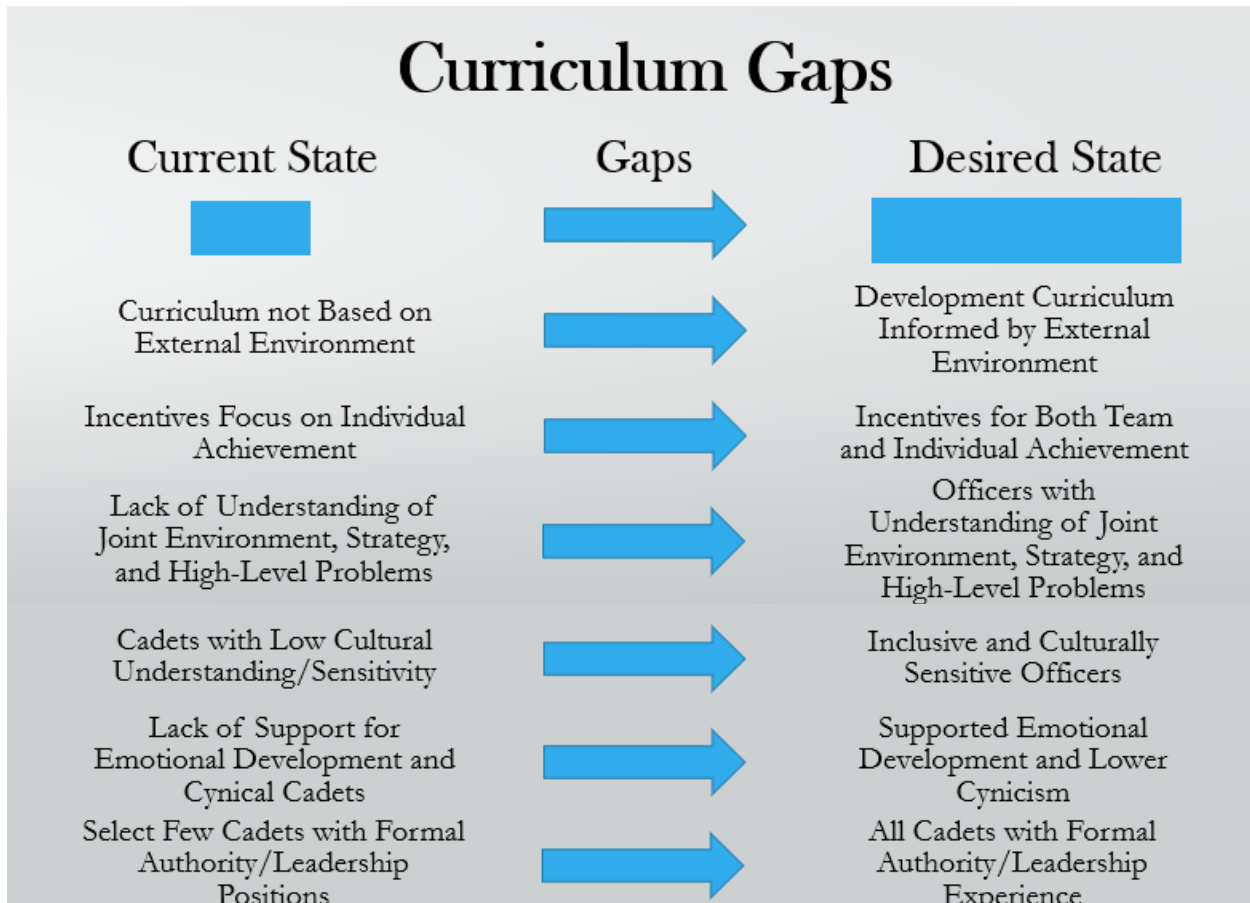 Curriculum Gaps
Current State
Gaps
Desired State
Curriculum not Based on
External Environment
Development Curriculum
Informed by External
Environment
Incentives Focus on Individual
Achievement
Incentives for Both Team
and Individual Achievement
Lack of Understanding of
Joint Environment, Strategy,
and High-Level Problems
Officers with
Understanding of Joint
Environment, Strategy, and
High-Level Problems
Cadets with Low Cultural
Understanding/Sensitivity
Inclusive and Culturally
Sensitive Officers
Lack of Support for
Emotional Development and
Cynical Cadets
Supported Emotional
Development and Lower
Cynicism
Select Few Cadets with Formal
Authority/Leadership
Positions
All Cadets with Formal
Authority/Leadership
Experience